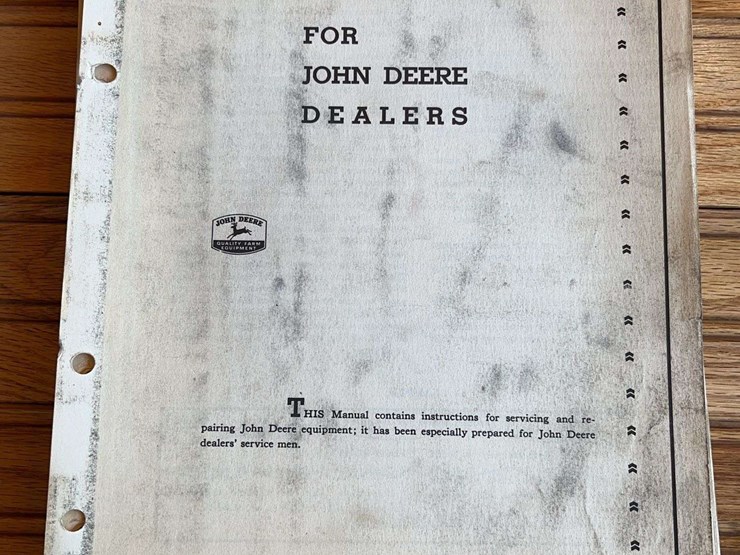 FOR
JOHN DEERE
DEALERS
JOHN DEERE
QUALITY FARM
EQUIPMENT
THIS Manual contains instructions for servicing and re-
pairing John Deere equipment; it has been especially prepared for John Deere
dealers' service men.